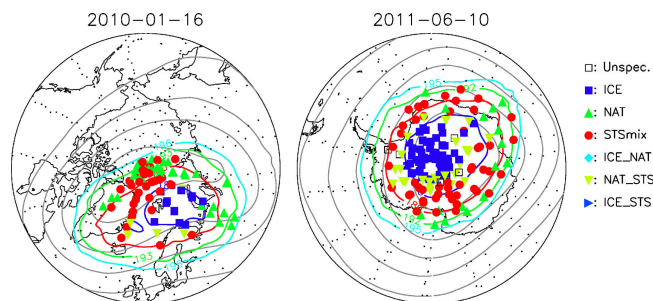 2010-01-16
2011-06-10
□: Unspec.
■: ICE
▲: NAT
●: STSmix
◆: ICE_NAT
▼: NAT_STS
▶: ICE_STS
195
193
195
192
193